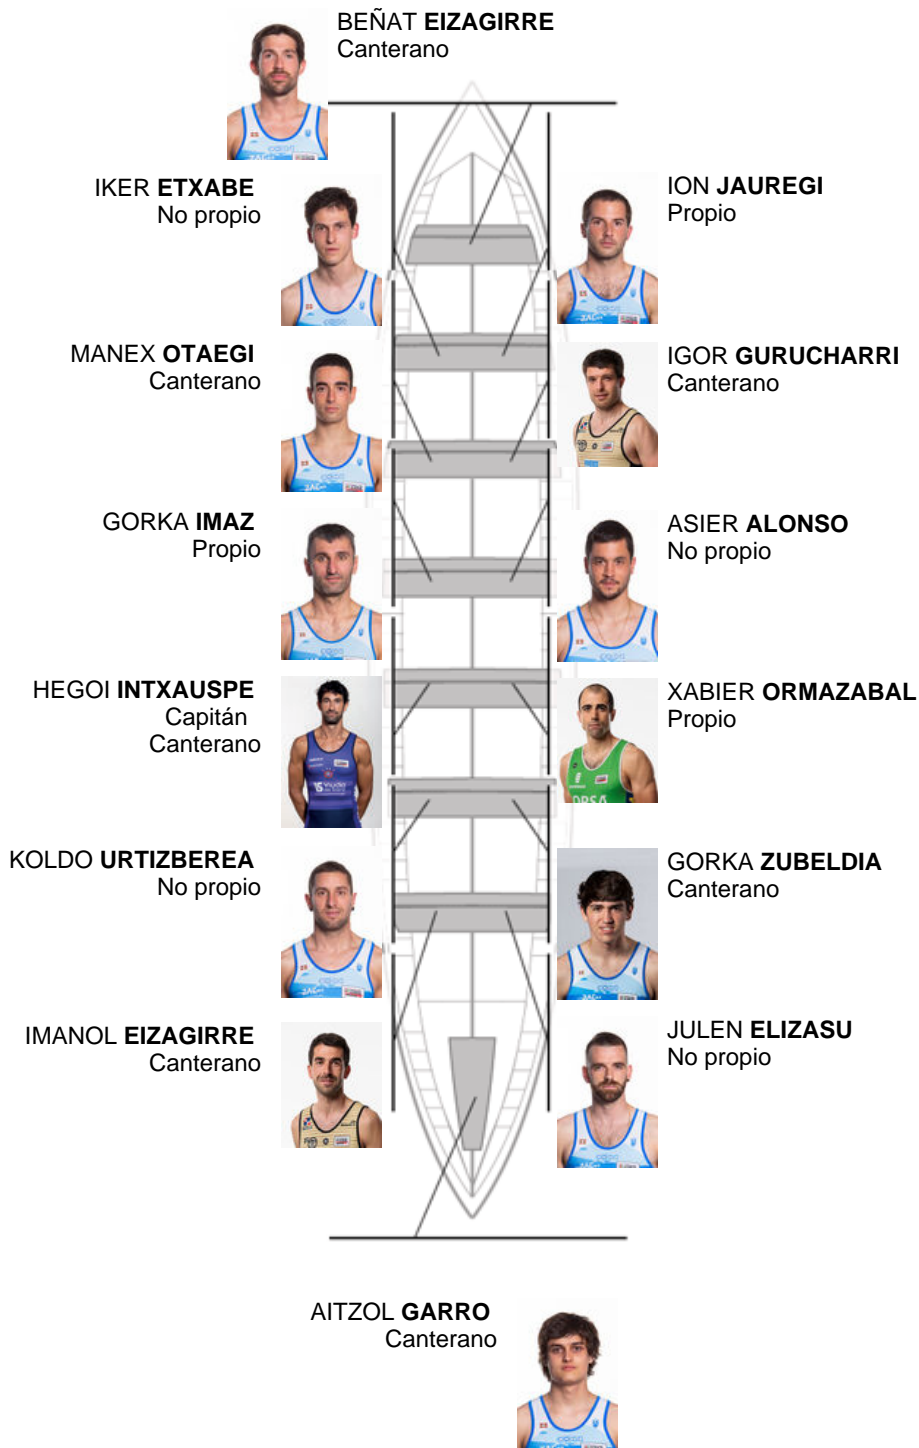 BEÑAT EIZAGIRRE
Canterano
IKER ETXABE
No propio
ION JAUREGI
Propio
MANEX OTAEGI
Canterano
IGOR GURUCHARRI
Canterano
GORKA IMAZ
Propio
ASIER ALONSO
No propio
HEGOI INTXAUSPE
Capitán
Canterano
XABIER ORMAZABAL
Propio
KOLDO URTIZBEREA
No propio
GORKA ZUBELDIA
Canterano
IMANOL EIZAGIRRE
Canterano
JULEN ELIZASU
No propio
AITZOL GARRO
Canterano